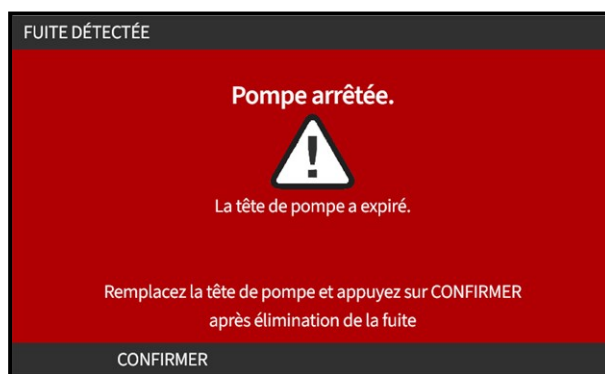 FUITE DÉTECTÉE
Pompe arrêtée.
!
La tête de pompe a expiré.
Remplacez la tête de pompe et appuyez sur CONFIRMER
après élimination de la fuite
CONFIRMER